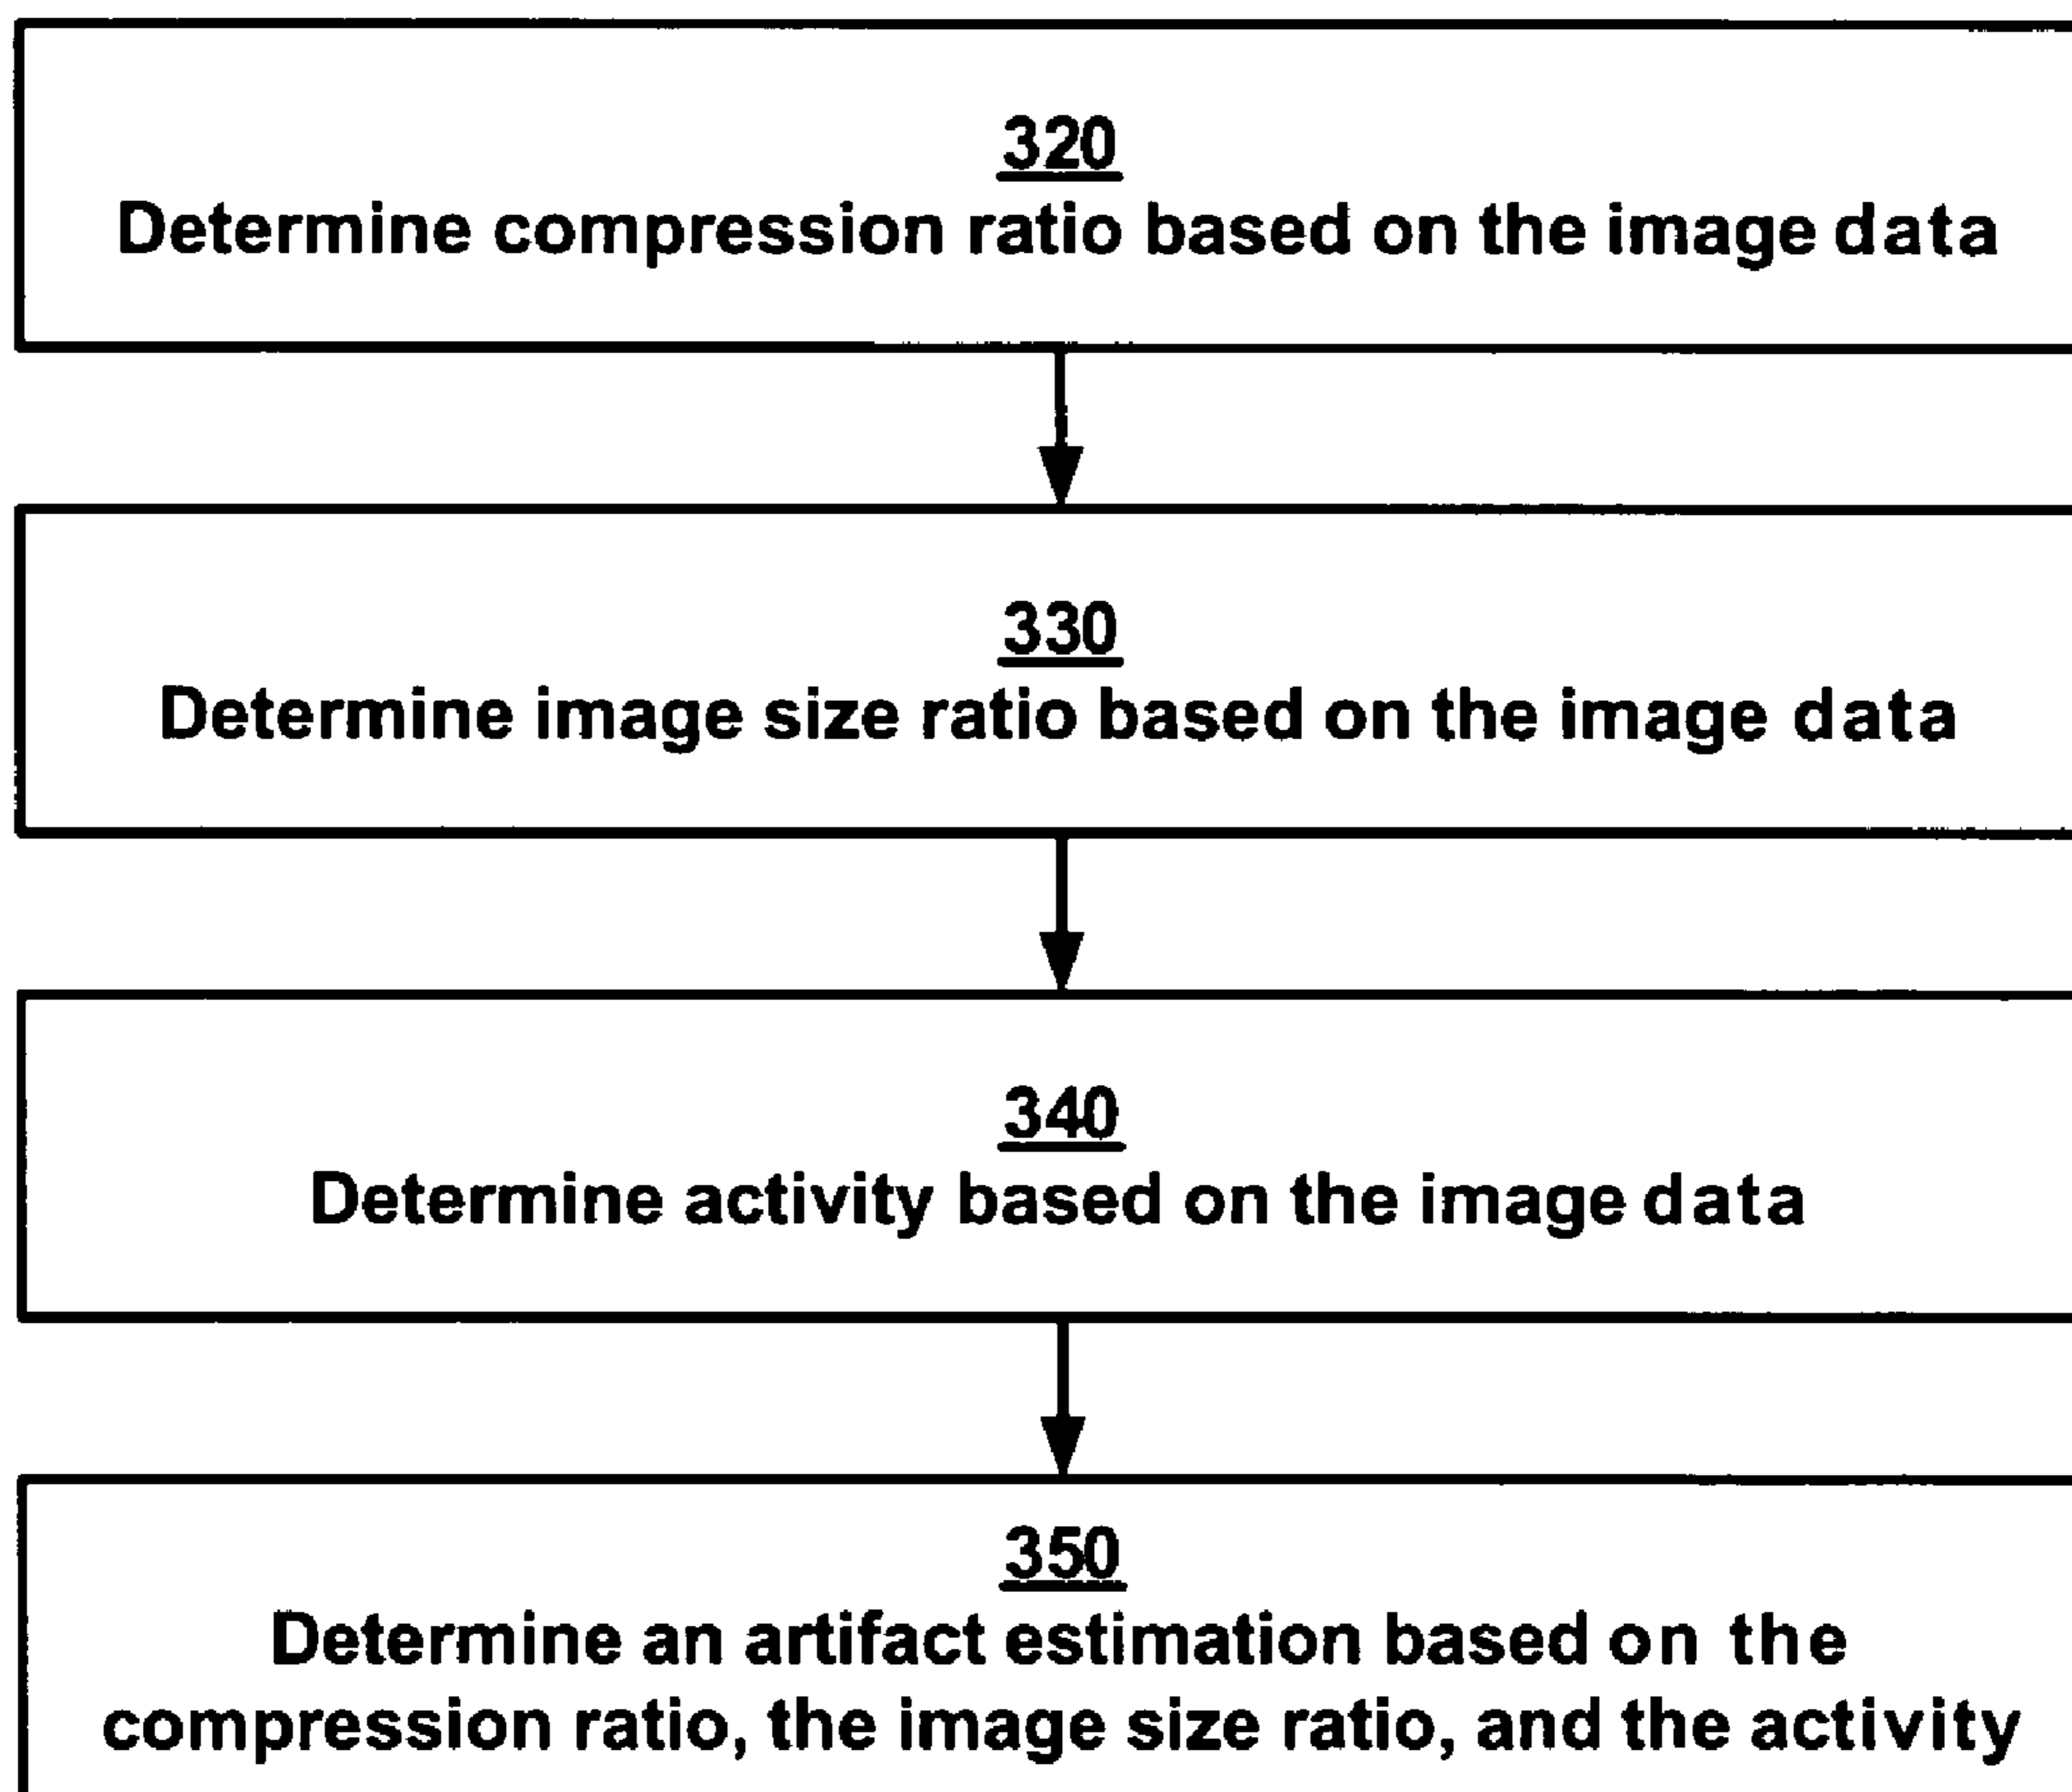 320
Determine compression ratio based on the image data
330
Determine image size ratio based on the image data
340
Determine activity based on the image data
350
Determine an artifact estimation based on the
compression ratio, the image size ratio, and the activity